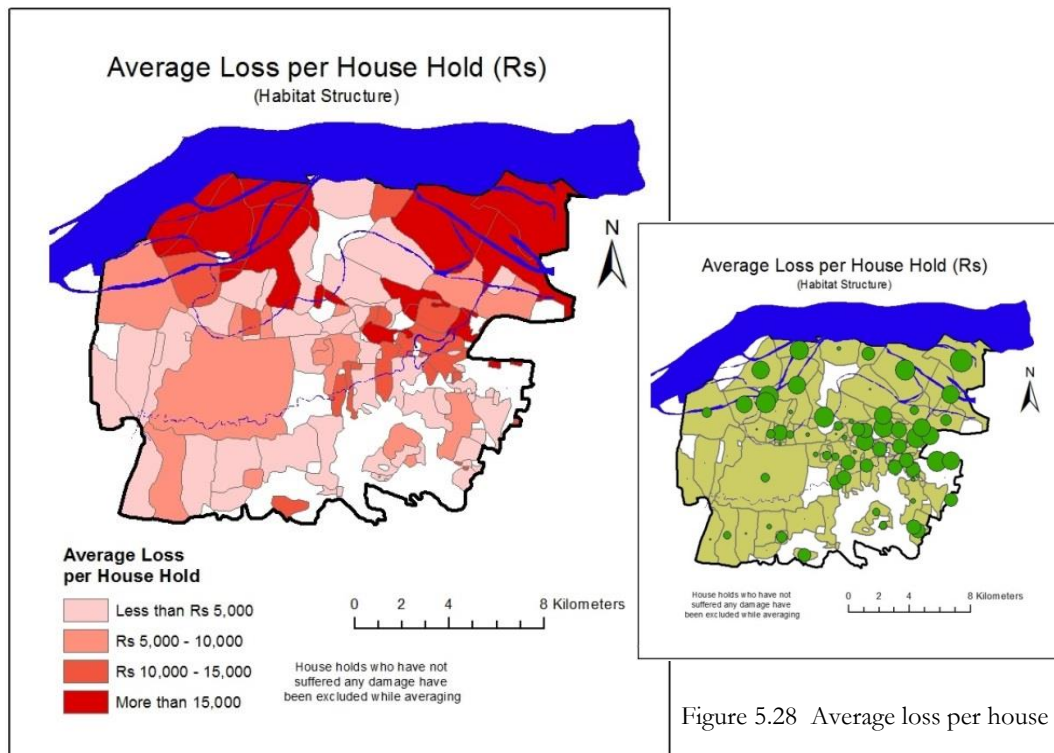 Average Loss per House Hold (Rs)
(Habitat Structure)
N
Average Loss
per House Hold
Less than Rs 5,000
Rs 5,000 - 10,000
Rs 10,000 - 15,000
More than 15,000
0 2 4 8 Kilometers
House holds who have not
suffered any damage have
been excluded while averaging
Average Loss per House Hold (Rs)
(Habitat Structure)
N
House holds who have not
suffered any damage have
been excluded while averaging
0 2 4 6 8 Kilometers
Figure 5.28 Average loss per house